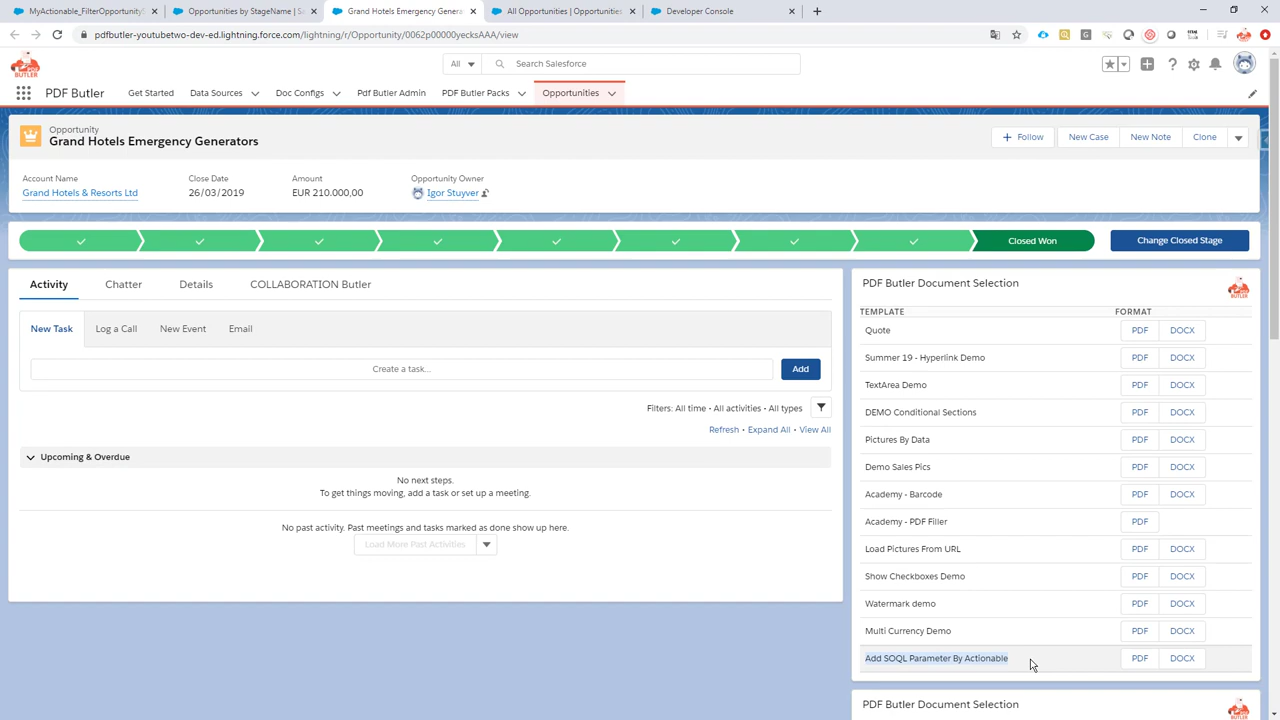 MyActionable_FilterOpportunityS
Opportunities by StageName | Sa
Grand Hotels Emergency Genera
All Opportunities | Opportunities
Developer Console
pdfbutler-youtubetwo-dev-ed.lightning.force.com/lightning/r/Opportunity/0062p00000yecksAAA/view
BUTLER
All
Search Salesforce
PDF Butler
Get Started
Data Sources
Doc Configs
Pdf Butler Admin
PDF Butler Packs
Opportunities
Opportunity
Grand Hotels Emergency Generators
Follow
New Case
New Note
Clone
Account Name
Close Date
Amount
Opportunity Owner
Grand Hotels & Resorts Ltd
26/03/2019
EUR 210.000,00
Igor Stuyver
Closed Won
Change Closed Stage
Activity
Chatter
Details
COLLABORATION Butler
New Task
Log a Call
New Event
Email
Create a task...
Add
Filters: All time • All activities • All types
Refresh • Expand All • View All
Upcoming & Overdue
No next steps.
To get things moving, add a task or set up a meeting.
No past activity. Past meetings and tasks marked as done show up here.
Load More Past Activities
PDF Butler Document Selection
TEMPLATE FORMAT
Quote PDF DOCX
Summer 19 - Hyperlink Demo PDF DOCX
TextArea Demo PDF DOCX
DEMO Conditional Sections PDF DOCX
Pictures By Data PDF DOCX
Demo Sales Pics PDF DOCX
Academy - Barcode PDF DOCX
Academy - PDF Filler PDF
Load Pictures From URL PDF DOCX
Show Checkboxes Demo PDF DOCX
Watermark demo PDF DOCX
Multi Currency Demo PDF DOCX
Add SOQL Parameter By Actionable PDF DOCX
PDF Butler Document Selection